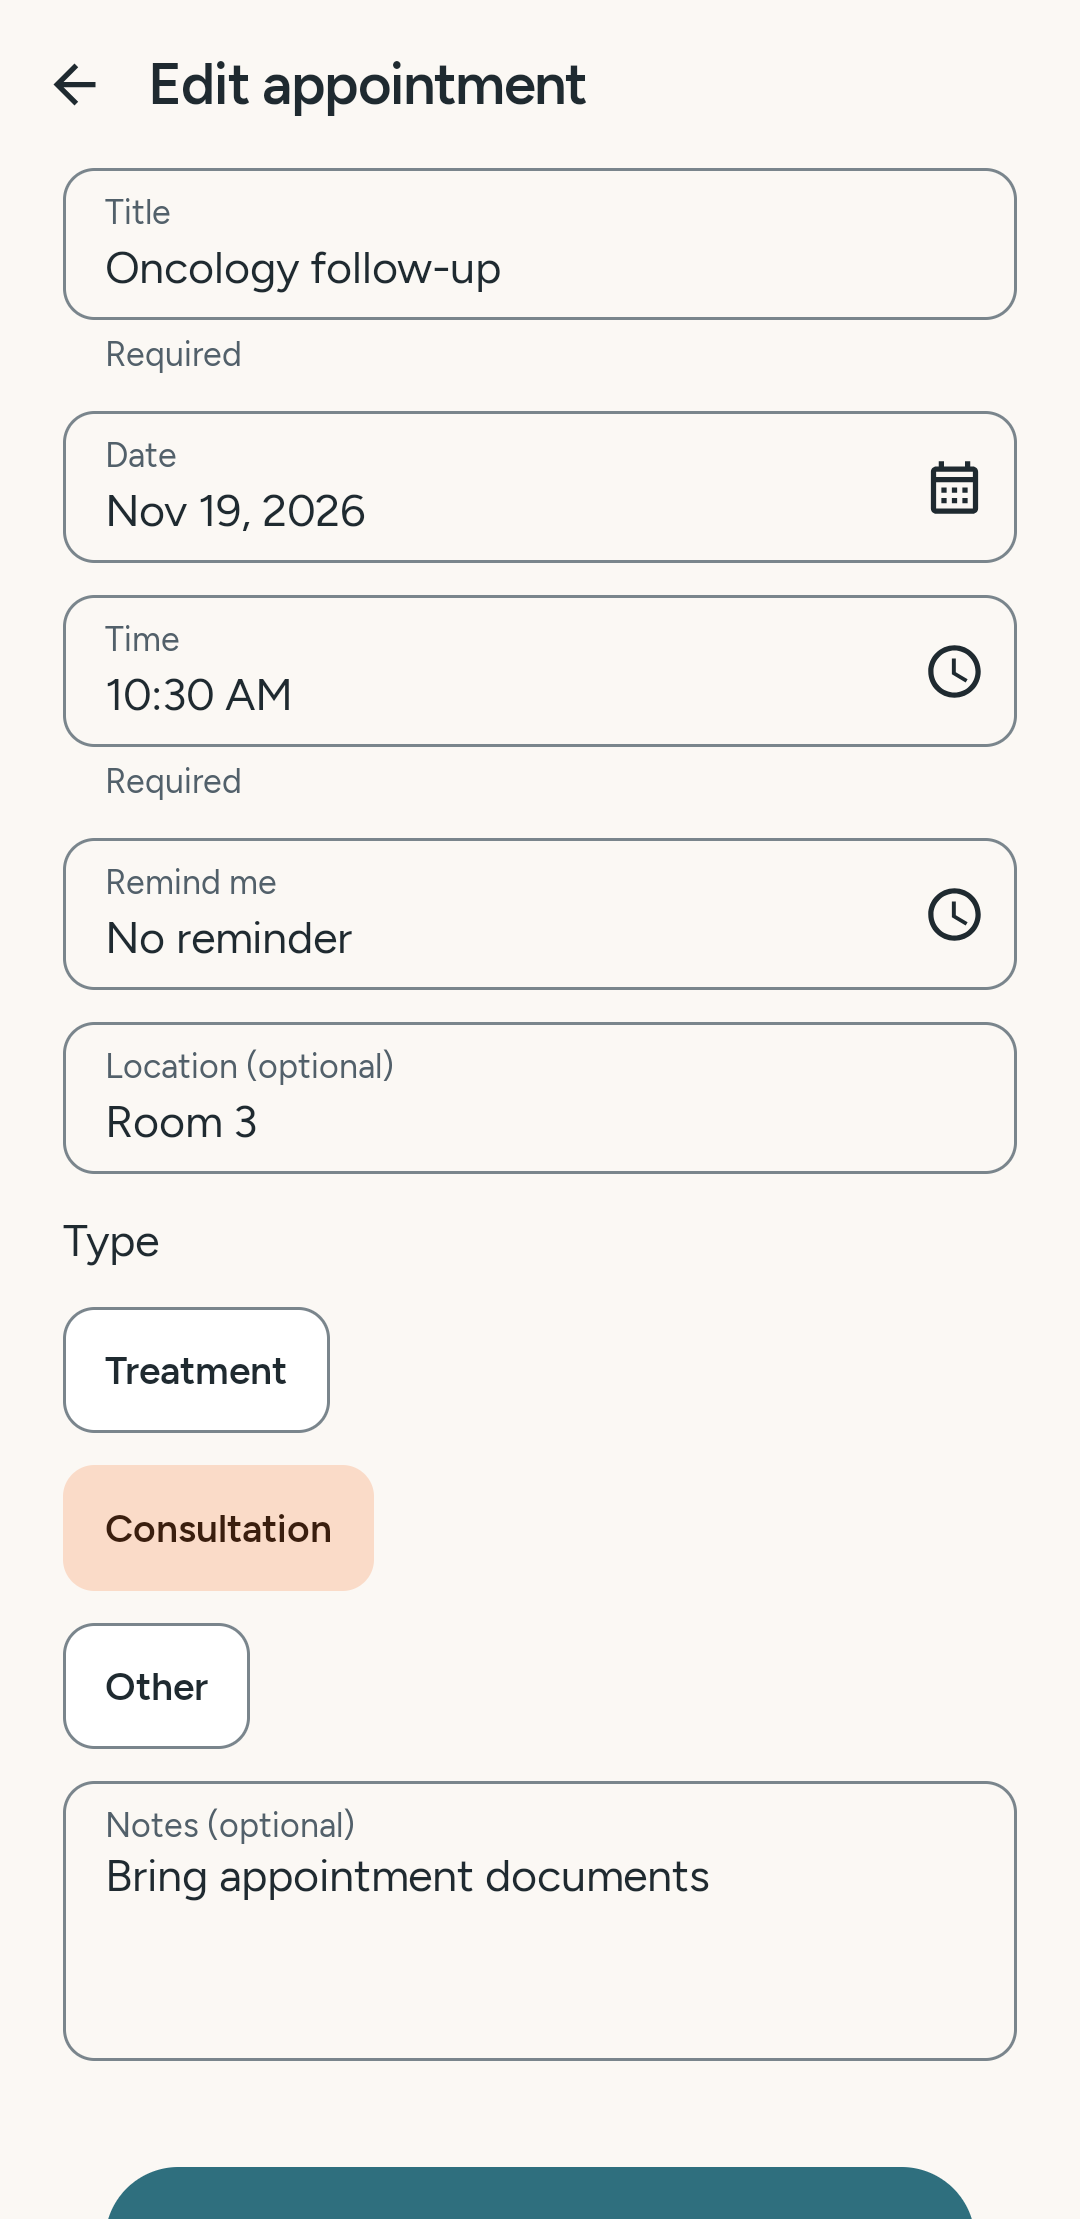 Edit appointment
Title
Oncology follow-up
Required
Date
Nov 19, 2026
Time
10:30 AM
Required
Remind me
No reminder
Location (optional)
Room 3
Type
Treatment
Consultation
Other
Notes (optional)
Bring appointment documents